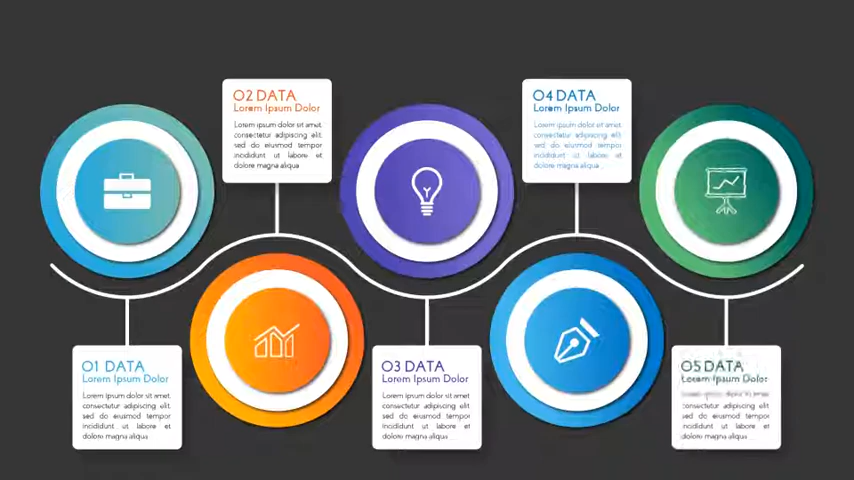 02 DATA
Lorem Ipsum Dolor
Lorem ipsum dolor sit amet,
consectetur adipiscing elit,
sed do eiusmod tempor
incididunt ut labore et
dolore magna aliqua
04 DATA
Lorem Ipsum Dolor
Lorem ipsum dolor sit amet,
consectetur adipiscing elit,
sed do eiusmod tempor
incididunt ut labore et
dolore magna aliqua
01 DATA
Lorem Ipsum Dolor
Lorem ipsum dolor sit amet,
consectetur adipiscing elit,
sed do eiusmod tempor
incididunt ut labore et
dolore magna aliqua
03 DATA
Lorem Ipsum Dolor
Lorem ipsum dolor sit amet,
consectetur adipiscing elit,
sed do eiusmod tempor
incididunt ut labore et
dolore magna aliqua
05 DATA
Lorem Ipsum Dolor
consectetur adipiscing elit,
sed do eiusmod tempor
incididunt ut labore et
dolore magna aliqua